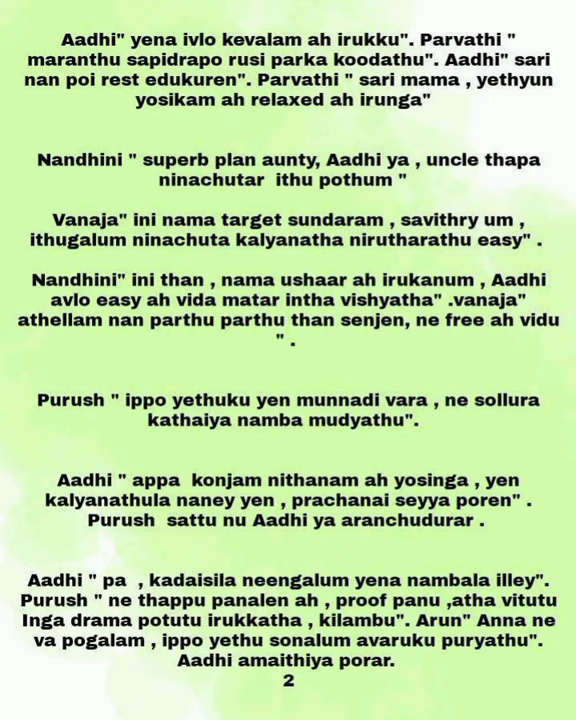 Aadhi" yena ivlo kevalam ah irukku". Parvathi "
maranthu sapidrapo rusi parka koodathu". Aadhi" sari
nan poi rest edukuren". Parvathi " sari mama , yethyun
yosikam ah relaxed ah irunga"
Nandhini " superb plan aunty, Aadhi ya , uncle thapa
ninachutar  ithu pothum "
Vanaja" ini nama target sundaram , savithry um ,
ithugalum ninachuta kalyanatha nirutharathu easy" .
Nandhini" ini than , nama ushaar ah irukanum , Aadhi
avlo easy ah vida matar intha vishyatha" .vanaja"
athellam nan parthu parthu than senjen, ne free ah vidu
" .
Purush " ippo yethuku yen munnadi vara , ne sollura
kathaiya namba mudyathu".
Aadhi " appa  konjam nithanam ah yosinga , yen
kalyanathula naney yen , prachanai seyya poren" .
Purush  sattu nu Aadhi ya aranchudurar .
Aadhi " pa  , kadaisila neengalum yena nambala illey".
Purush " ne thappu panalen ah , proof panu ,atha vitutu
Inga drama potutu irukkatha , kilambu". Arun" Anna ne
va pogalam , ippo yethu sonalum avaruku puryathu".
Aadhi amaithiya porar.
2